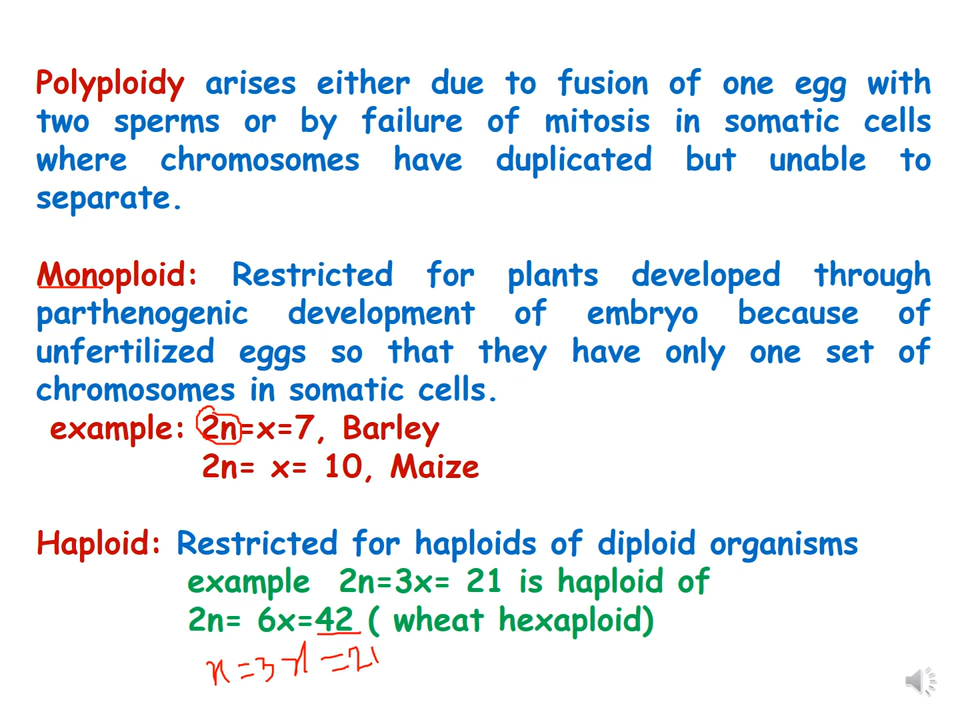 Polyploidy arises either due to fusion of one egg with
two sperms or by failure of mitosis in somatic cells
where chromosomes have duplicated but unable to
separate.
Monoploid: Restricted for plants developed through
parthenogenic development of embryo because of
unfertilized eggs so that they have only one set of
chromosomes in somatic cells.
example: 2n=x=7, Barley
2n= x= 10, Maize
Haploid: Restricted for haploids of diploid organisms
example 2n=3x= 21 is haploid of
2n= 6x=42 ( wheat hexaploid)
n=3x=21